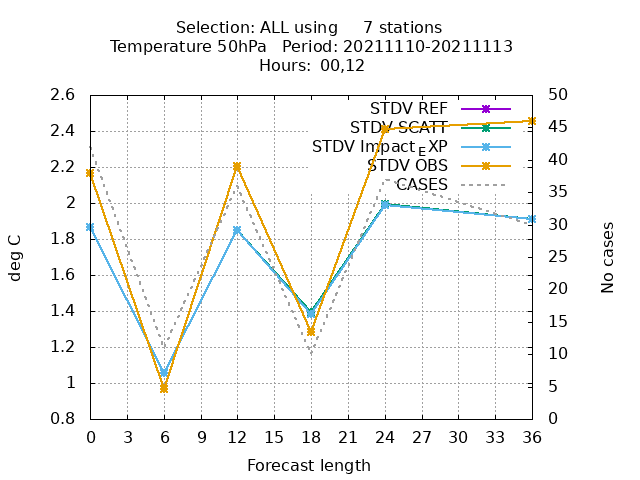 Selection: ALL using 7 stations
Temperature 50hPa Period: 20211110-20211113
Hours: 00,12
STDV REF
STDV SCATT
STDV Impact_EXP
STDV OBS
CASES
deg C
No cases
2.6
2.4
2.2
2
1.8
1.6
1.4
1.2
1
0.8
50
45
40
35
30
25
20
15
10
5
0
0 3 6 9 12 15 18 21 24 27 30 33 36
Forecast length